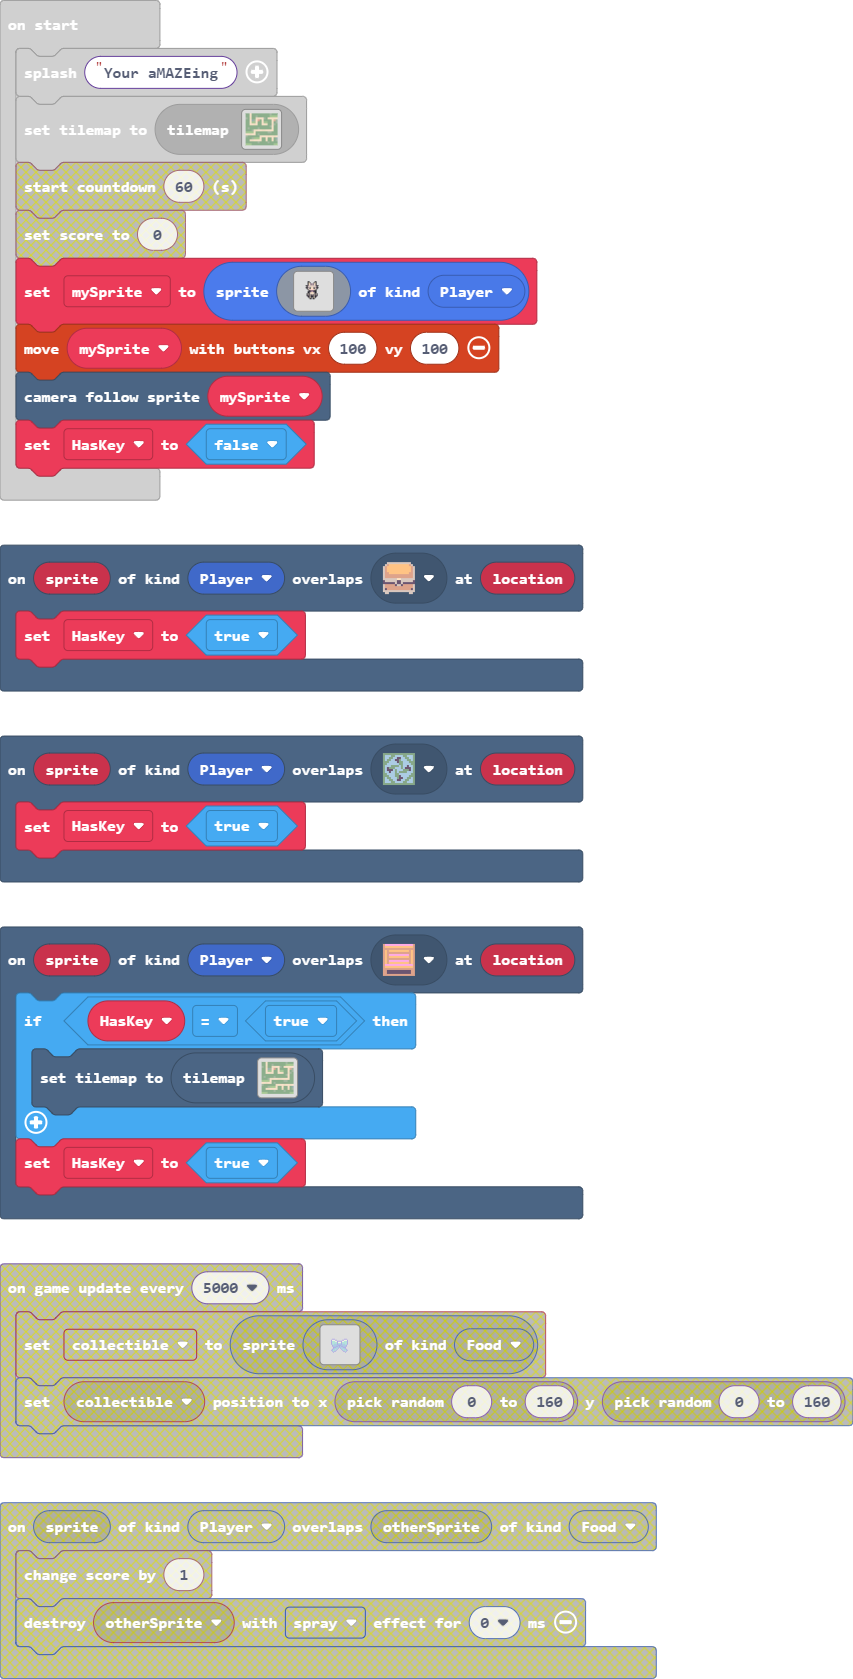 on start
splash "Your aMAZEing"
set tilemap to tilemap
start countdown 60 (s)
set score to 0
set mySprite to sprite of kind Player
move mySprite with buttons vx 100 vy 100
camera follow sprite mySprite
set HasKey to false
on sprite of kind Player overlaps at location
set HasKey to true
on sprite of kind Player overlaps at location
set HasKey to true
on sprite of kind Player overlaps at location
if HasKey = true then
set tilemap to tilemap
set HasKey to true
on game update every 5000 ms
set collectible to sprite of kind Food
set collectible position to x pick random 0 to 160 y pick random 0 to 160
on sprite of kind Player overlaps otherSprite of kind Food
change score by 1
destroy otherSprite with spray effect for 0 ms